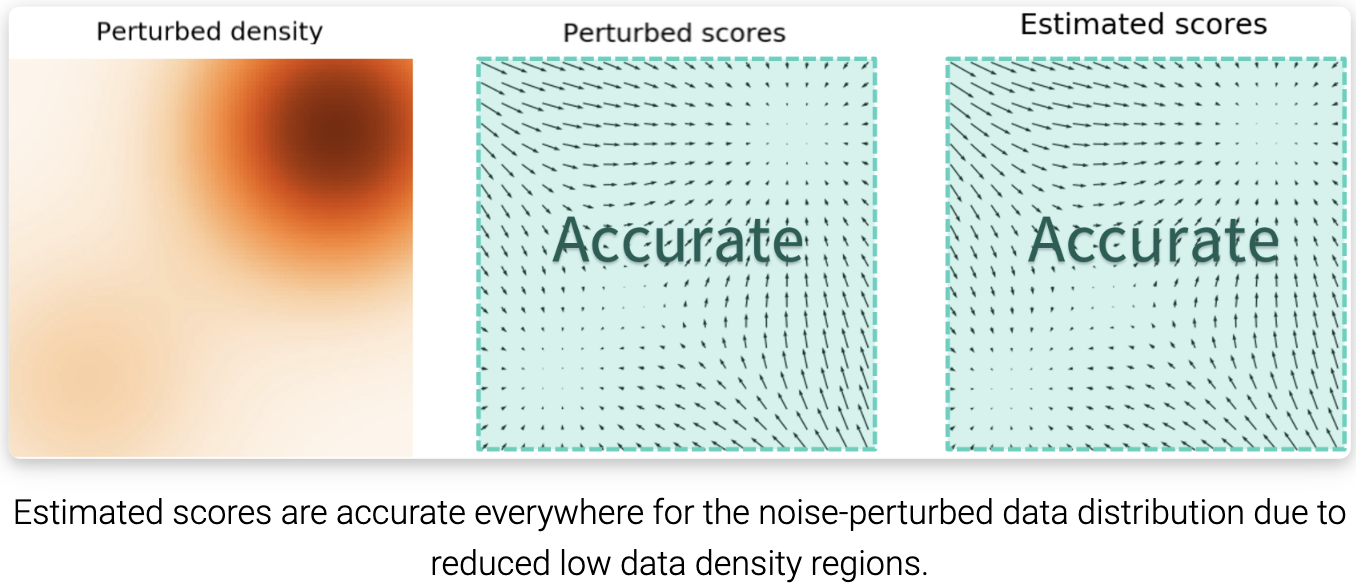 Perturbed density
Perturbed scores
Estimated scores
Accurate
Accurate
Estimated scores are accurate everywhere for the noise-perturbed data distribution due to
reduced low data density regions.